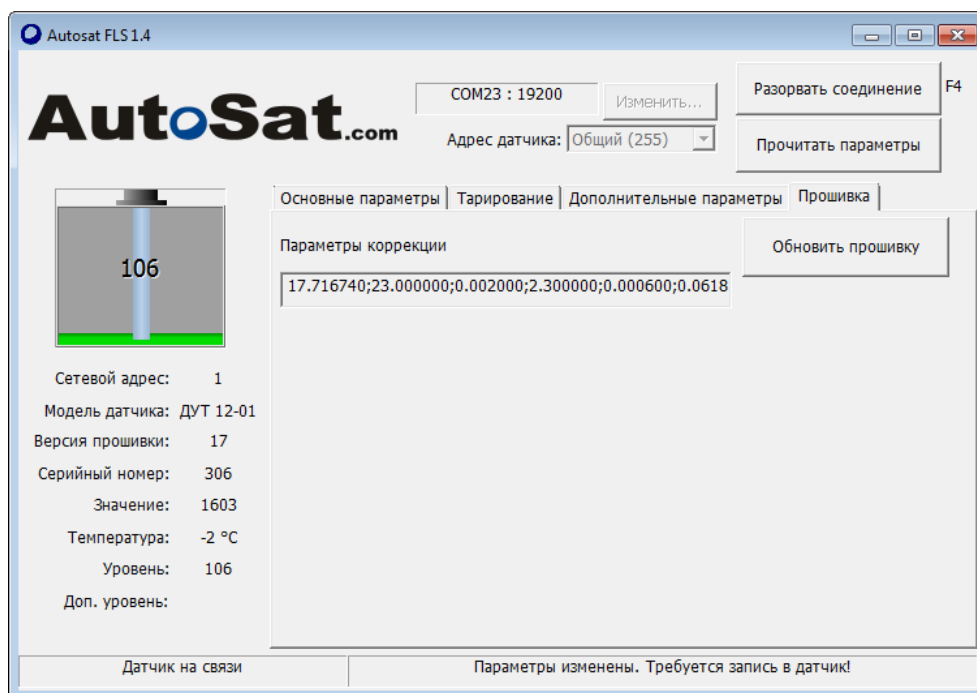 Autosat FLS 1.4
AutoSat.com
COM23 : 19200
Изменить...
Разорвать соединение
F4
Адрес датчика: Общий (255)
Прочитать параметры
Основные параметры Тарирование Дополнительные параметры Прошивка
Параметры коррекции
Обновить прошивку
17.716740;23.000000;0.002000;2.300000;0.000600;0.0618
106
Сетевой адрес: 1
Модель датчика: ДУТ 12-01
Версия прошивки: 17
Серийный номер: 306
Значение: 1603
Температура: -2 °C
Уровень: 106
Доп. уровень:
Датчик на связи
Параметры изменены. Требуется запись в датчик!